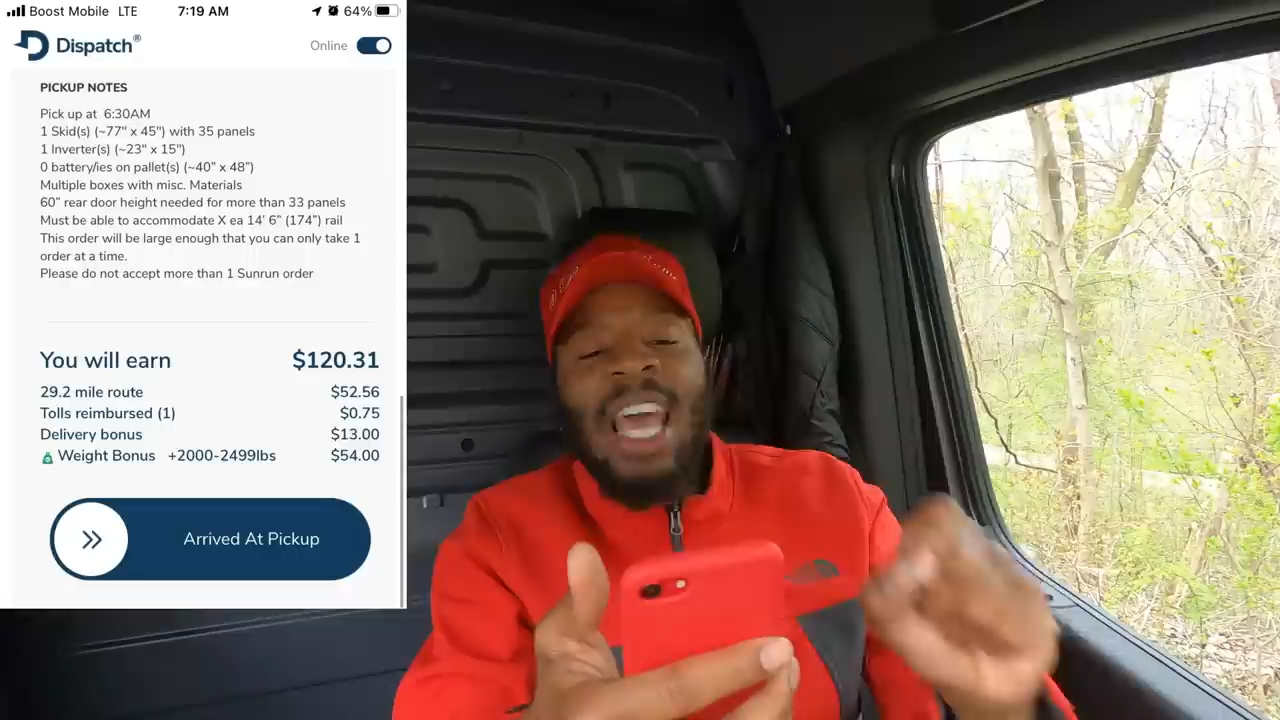 Boost Mobile LTE 7:19 AM 64%
Dispatch® Online
PICKUP NOTES
Pick up at 6:30AM
1 Skid(s) (~77" x 45") with 35 panels
1 Inverter(s) (~23" x 15")
0 battery/ies on pallet(s) (~40” x 48”)
Multiple boxes with misc. Materials
60” rear door height needed for more than 33 panels
Must be able to accommodate X ea 14’ 6” (174”) rail
This order will be large enough that you can only take 1
order at a time.
Please do not accept more than 1 Sunrun order
You will earn $120.31
29.2 mile route $52.56
Tolls reimbursed (1) $0.75
Delivery bonus $13.00
Weight Bonus +2000-2499lbs $54.00
Arrived At Pickup